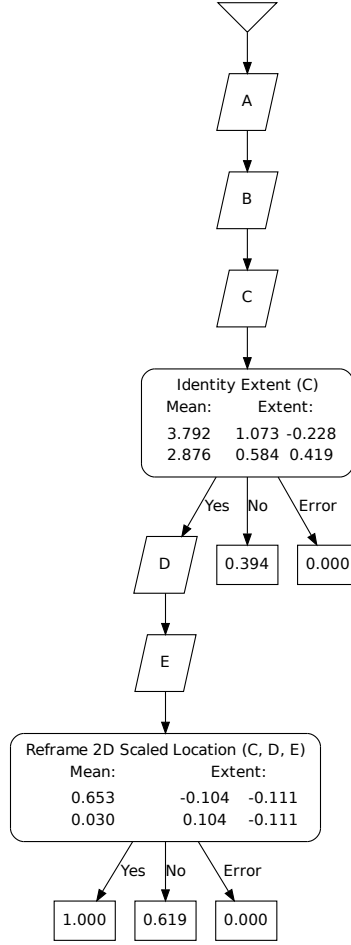 A
B
C
Identity Extent (C)
Mean: Extent:
3.792 1.073 -0.228
2.876 0.584 0.419
Yes No Error
D 0.394 0.000
E
Reframe 2D Scaled Location (C, D, E)
Mean: Extent:
0.653 -0.104 -0.111
0.030 0.104 -0.111
Yes No Error
1.000 0.619 0.000